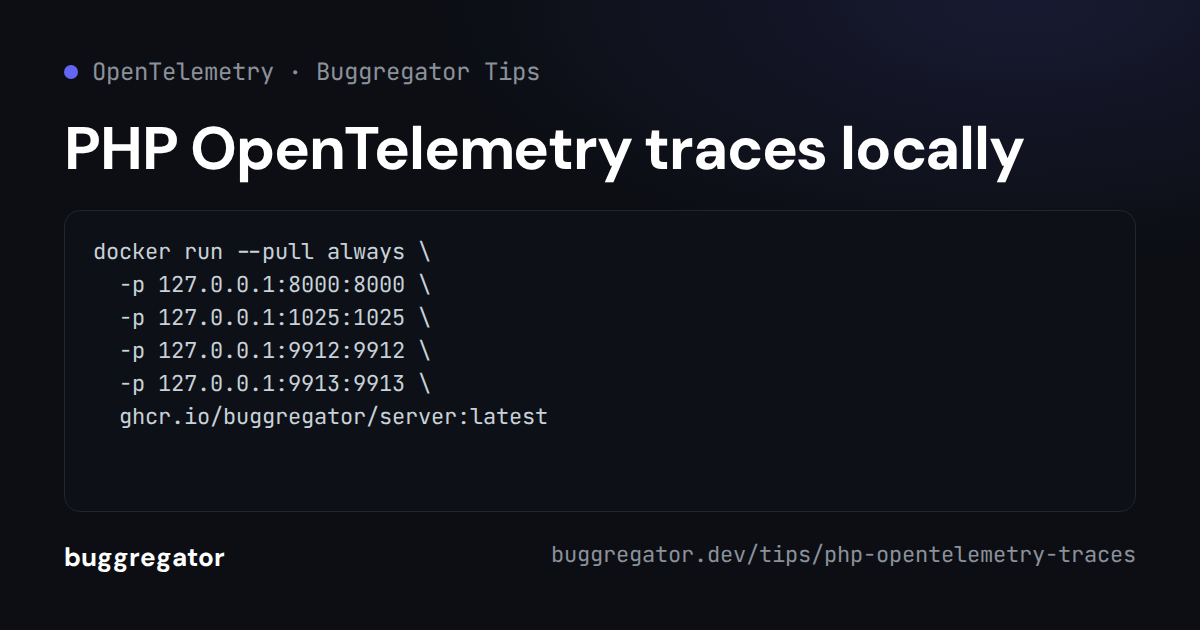 OpenTelemetry · Buggregator Tips
PHP OpenTelemetry traces locally
docker run --pull always \
  -p 127.0.0.1:8000:8000 \
  -p 127.0.0.1:1025:1025 \
  -p 127.0.0.1:9912:9912 \
  -p 127.0.0.1:9913:9913 \
  ghcr.io/buggregator/server:latest
buggregator
buggregator.dev/tips/php-opentelemetry-traces